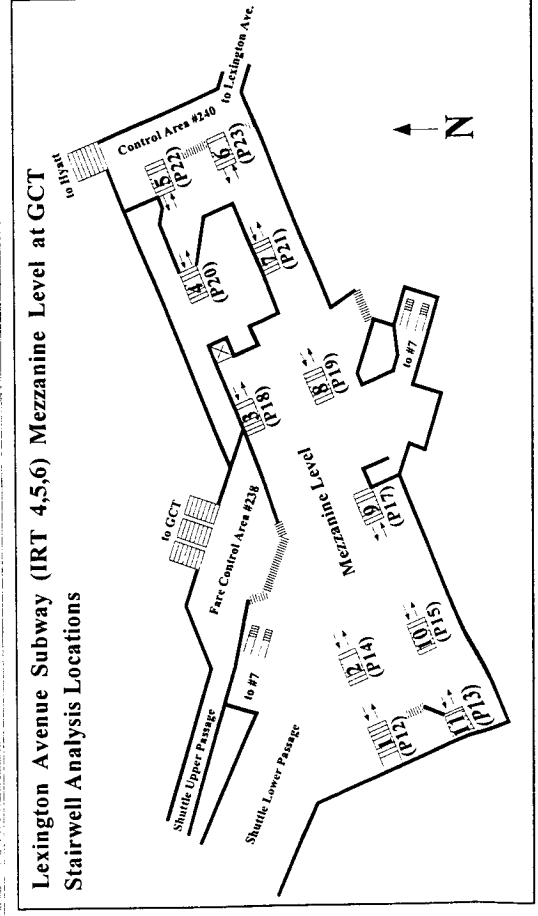 Lexington Avenue Subway (IRT 4,5,6) Mezzanine Level at GCT
Stairwell Analysis Locations
to Hyatt
to Lexington Ave.
Control Area #240
5
(P22)
6
(P23)
4
(P20)
7
(P21)
3
(P18)
8
(P19)
to GCT
Fare Control Area #238
Mezzanine Level
to #7
9
(P17)
Shuttle Upper Passage
to #7
Shuttle Lower Passage
2
(P14)
10
(P15)
1
(P12)
11
(P13)
N